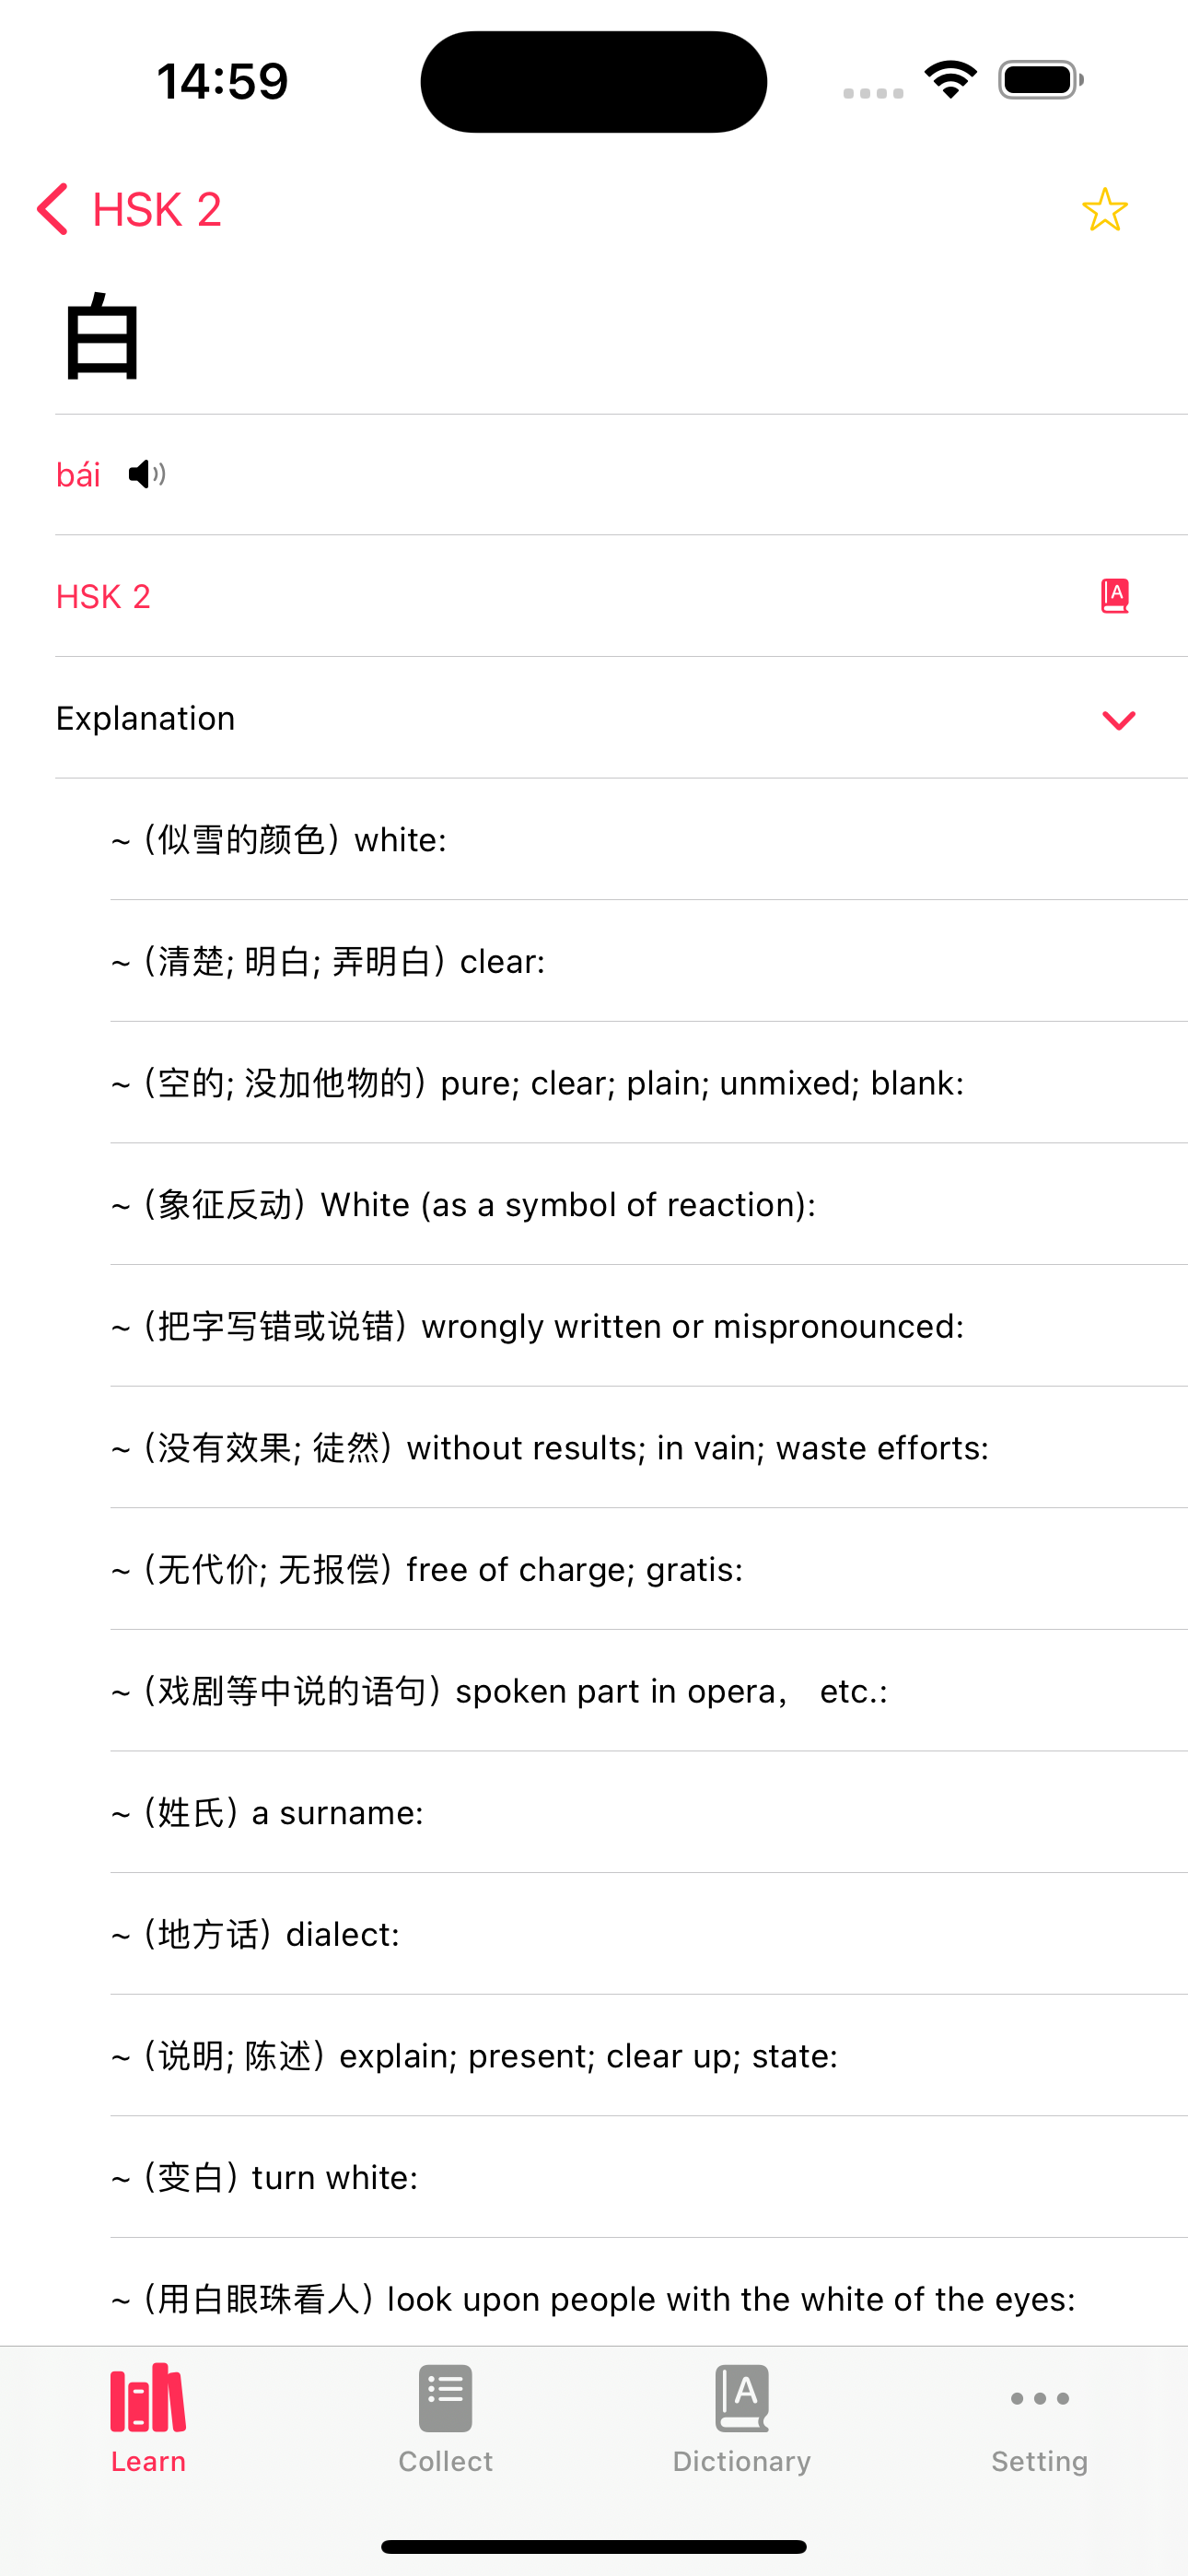 14:59
HSK 2
白
bái
HSK 2
A
Explanation
~ (似雪的颜色) white:
~ (清楚; 明白; 弄明白) clear:
~ (空的; 没加他物的) pure; clear; plain; unmixed; blank:
~ (象征反动) White (as a symbol of reaction):
~ (把字写错或说错) wrongly written or mispronounced:
~ (没有效果; 徒然) without results; in vain; waste efforts:
~ (无代价; 无报偿) free of charge; gratis:
~ (戏剧等中说的语句) spoken part in opera， etc.:
~ (姓氏) a surname:
~ (地方话) dialect:
~ (说明; 陈述) explain; present; clear up; state:
~ (变白) turn white:
~ (用白眼珠看人) look upon people with the white of the eyes:
A
Learn Collect Dictionary Setting